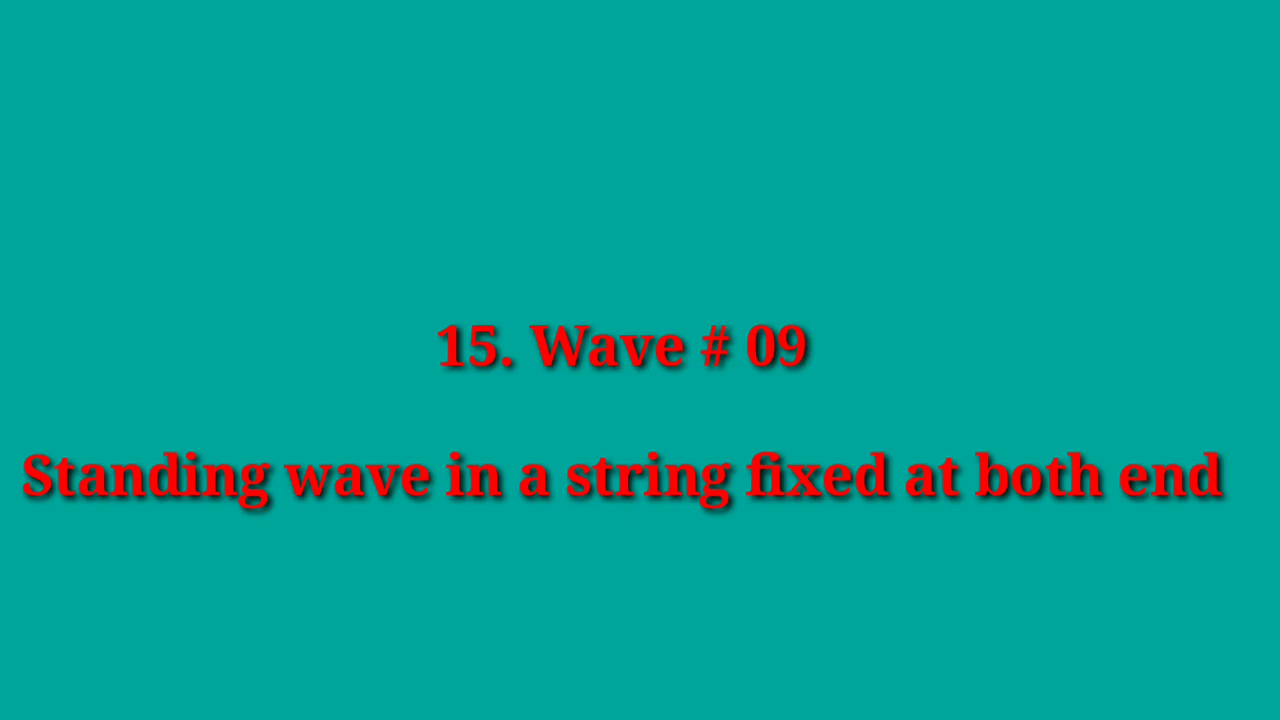 15. Wave # 09
Standing wave in a string fixed at both end